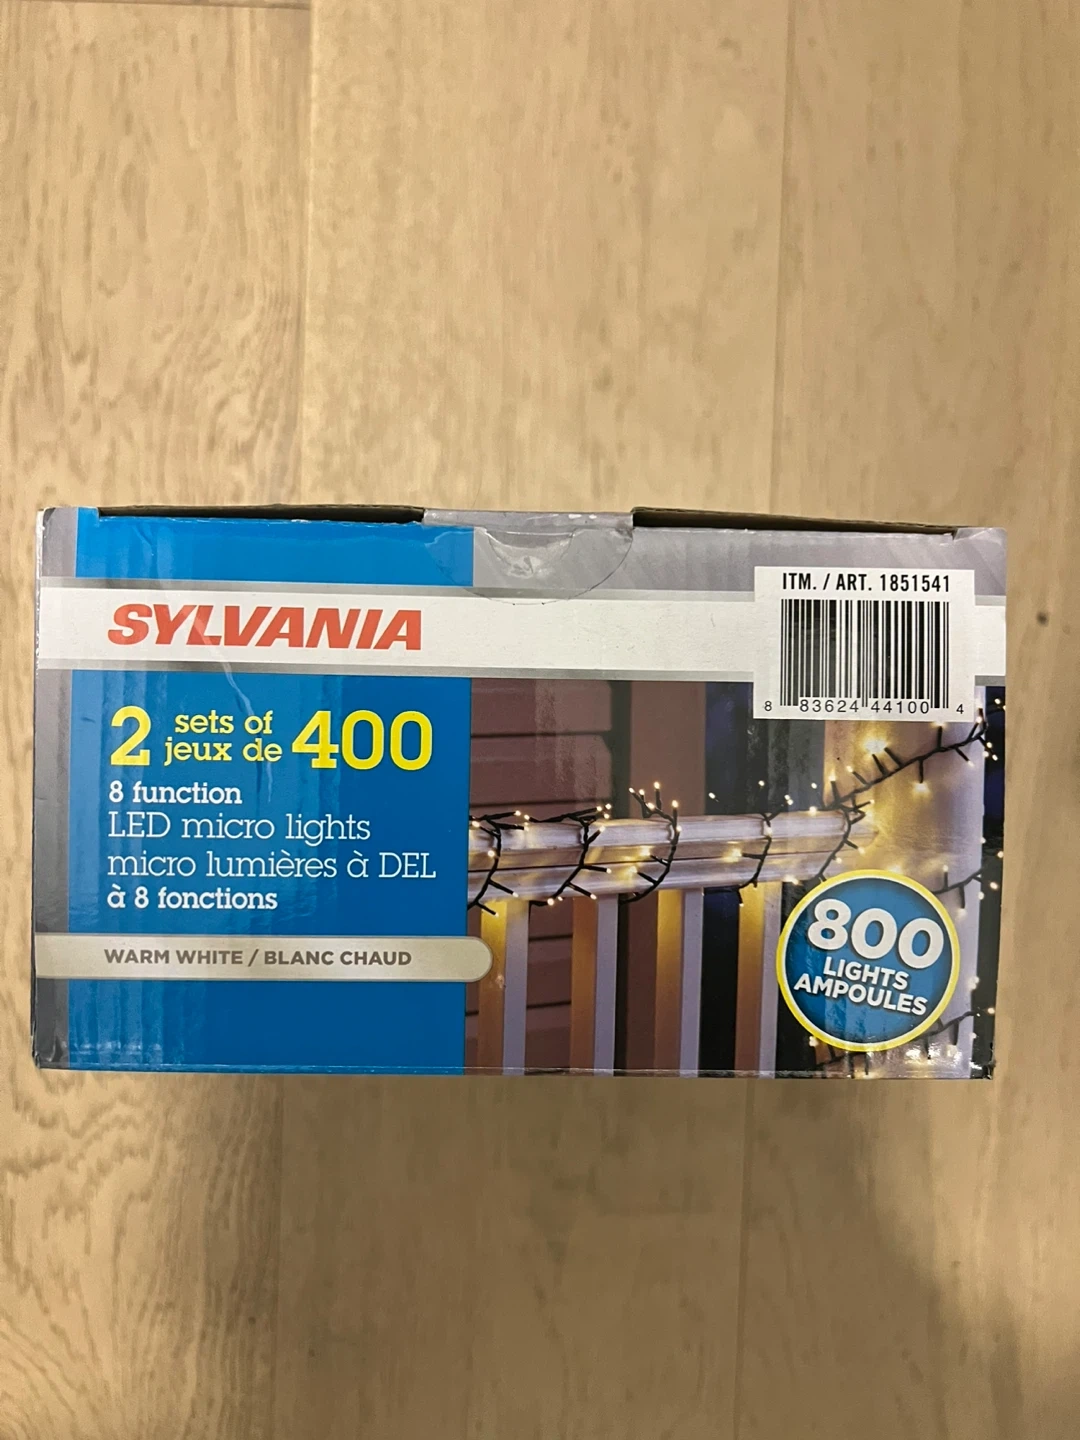 SYLVANIA
ITM. / ART. 1851541
8 83624 44100 4
2 sets of jeux de 400
8 function
LED micro lights
micro lumières à DEL
à 8 fonctions
WARM WHITE / BLANC CHAUD
800
LIGHTS
AMPOULES